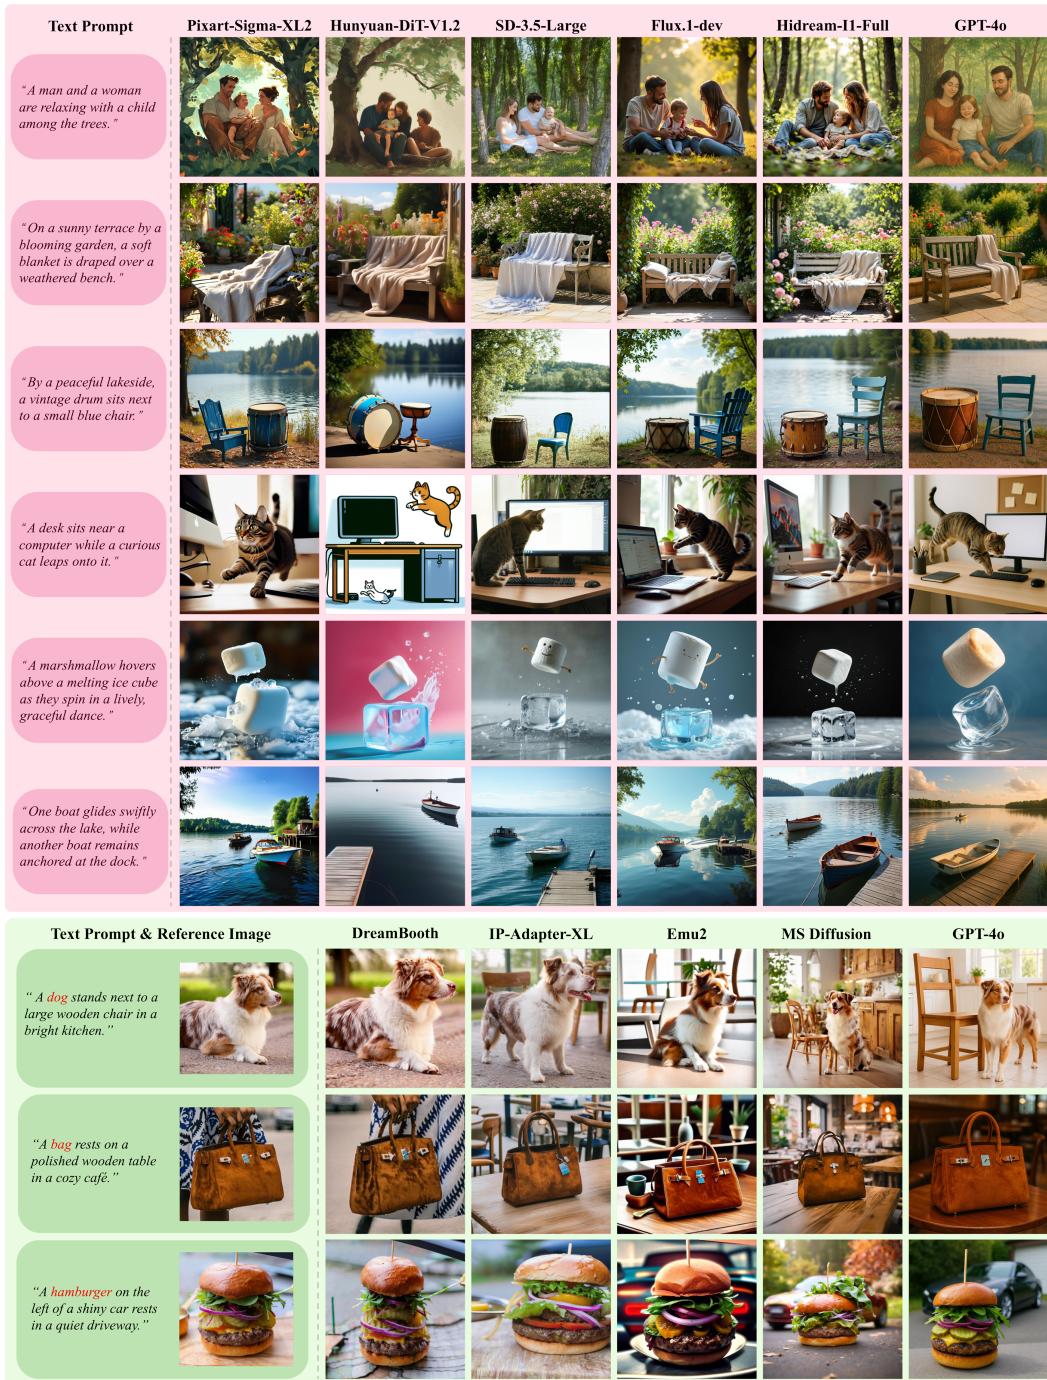 Text Prompt
Pixart-Sigma-XL2
Hunyuan-DiT-V1.2
SD-3.5-Large
Flux.1-dev
Hidream-I1-Full
GPT-4o
"A man and a woman
are relaxing with a child
among the trees."
"On a sunny terrace by a
blooming garden, a soft
blanket is draped over a
weathered bench."
"By a peaceful lakeside,
a vintage drum sits next
to a small blue chair."
"A desk sits near a
computer while a curious
cat leaps onto it."
"A marshmallow hovers
above a melting ice cube
as they spin in a lively,
graceful dance."
"One boat glides swiftly
across the lake, while
another boat remains
anchored at the dock."
Text Prompt & Reference Image
DreamBooth
IP-Adapter-XL
Emu2
MS Diffusion
GPT-4o
“ A dog stands next to a
large wooden chair in a
bright kitchen.”
“A bag rests on a
polished wooden table
in a cozy café.”
“A hamburger on the
left of a shiny car rests
in a quiet driveway.”